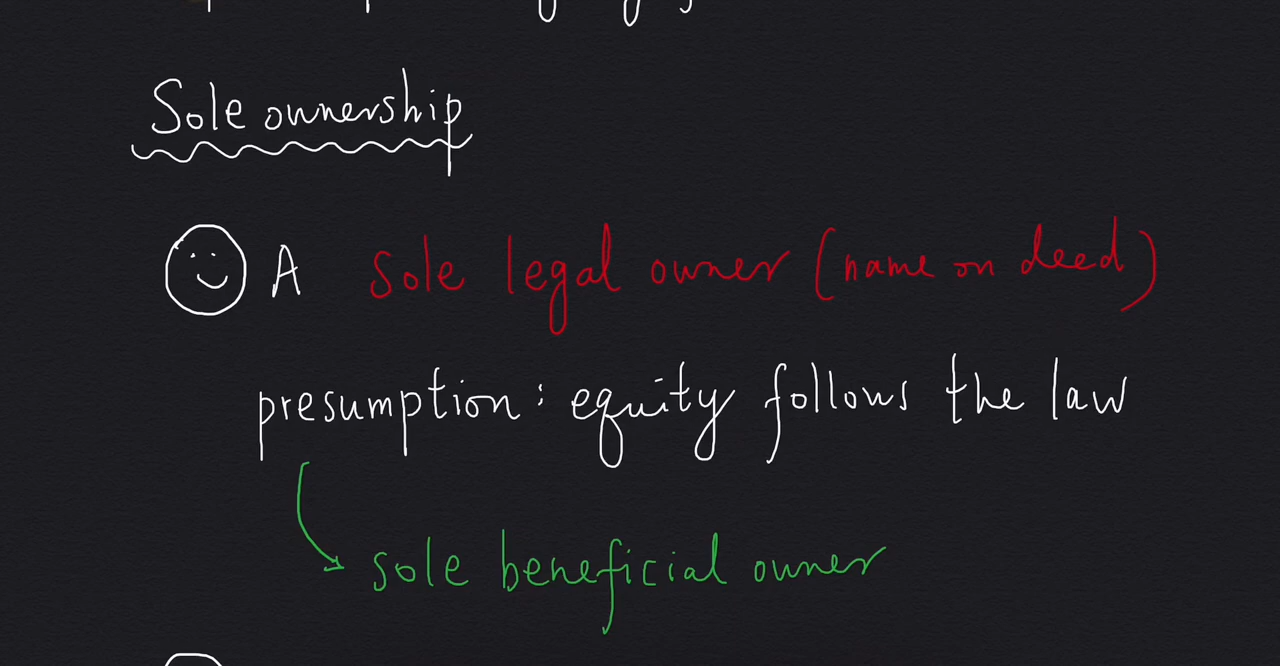 Sole ownership
A sole legal owner (name on deed)
presumption: equity follows the law
sole beneficial owner